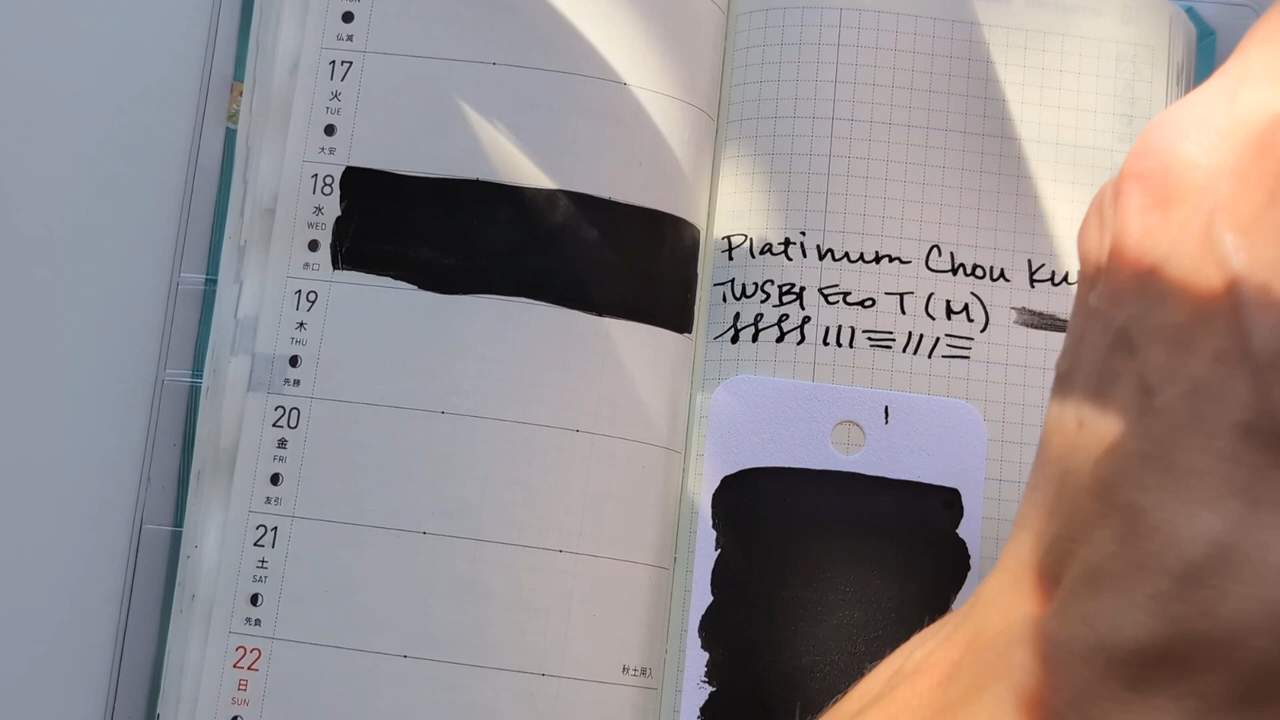 仏滅
17
火
TUE
大安
18
水
WED
赤口
19
木
THU
先勝
20
金
FRI
友引
21
土
SAT
先負
22
日
SUN
秋土用入
Platinum Chou Ku
TWSBI Eco T (M)